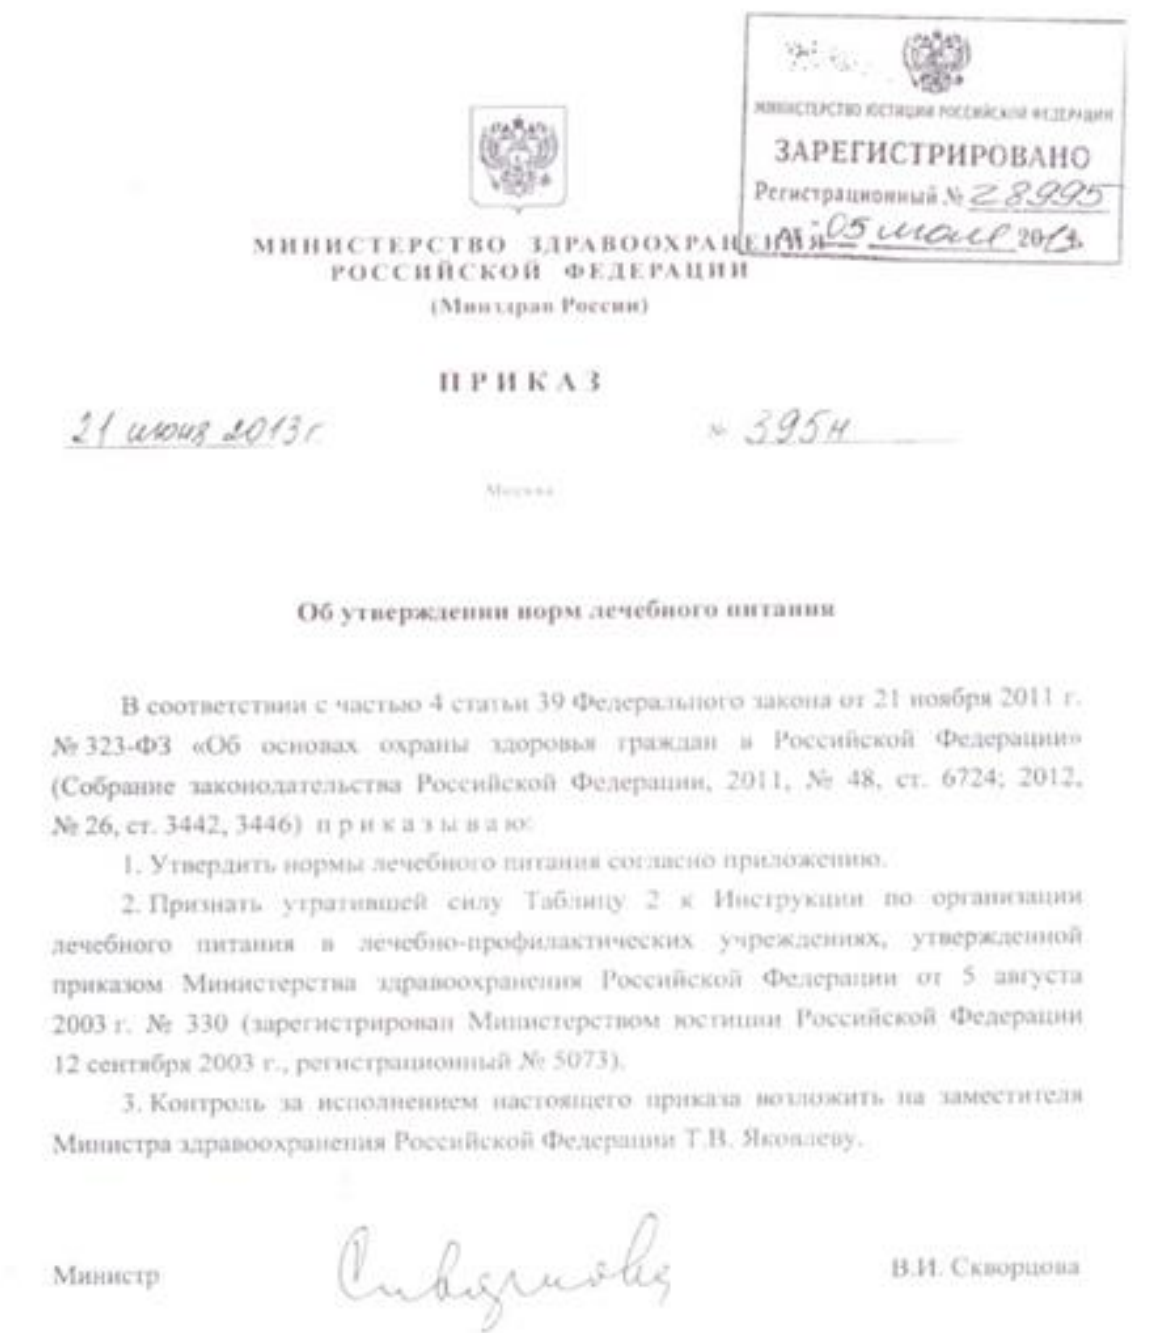 МИНИСТЕРСТВО ЮСТИЦИИ РОССИЙСКОЙ ФЕДЕРАЦИИ
ЗАРЕГИСТРИРОВАНО
Регистрационный № 28995
от "05 июля 2013.
МИНИСТЕРСТВО ЗДРАВООХРАНЕНИЯ
РОССИЙСКОЙ ФЕДЕРАЦИИ
(Минздрав России)
ПРИКАЗ
21 июня 2013 г.
№ 395н
Москва
Об утверждении норм лечебного питания
В соответствии с частью 4 статьи 39 Федерального закона от 21 ноября 2011 г.
№ 323-ФЗ «Об основах охраны здоровья граждан в Российской Федерации»
(Собрание законодательства Российской Федерации, 2011, № 48, ст. 6724; 2012,
№ 26, ст. 3442, 3446) п р и к а з ы в а ю:
1. Утвердить нормы лечебного питания согласно приложению.
2. Признать утратившей силу Таблицу 2 к Инструкции по организации
лечебного питания в лечебно-профилактических учреждениях, утвержденной
приказом Министерства здравоохранения Российской Федерации от 5 августа
2003 г. № 330 (зарегистрирован Министерством юстиции Российской Федерации
12 сентября 2003 г., регистрационный № 5073).
3. Контроль за исполнением настоящего приказа возложить на заместителя
Министра здравоохранения Российской Федерации Т.В. Яковлеву.
Министр
В.И. Скворцова